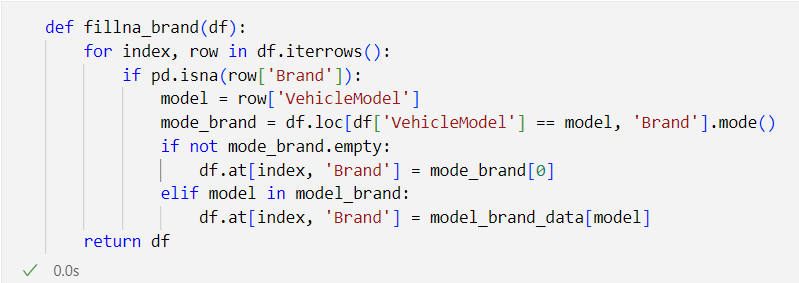 def fillna_brand(df):
    for index, row in df.iterrows():
        if pd.isna(row['Brand']):
            model = row['VehicleModel']
            mode_brand = df.loc[df['VehicleModel'] == model, 'Brand'].mode()
            if not mode_brand.empty:
                df.at[index, 'Brand'] = mode_brand[0]
            elif model in model_brand:
                df.at[index, 'Brand'] = model_brand_data[model]
    return df
✓ 0.0s